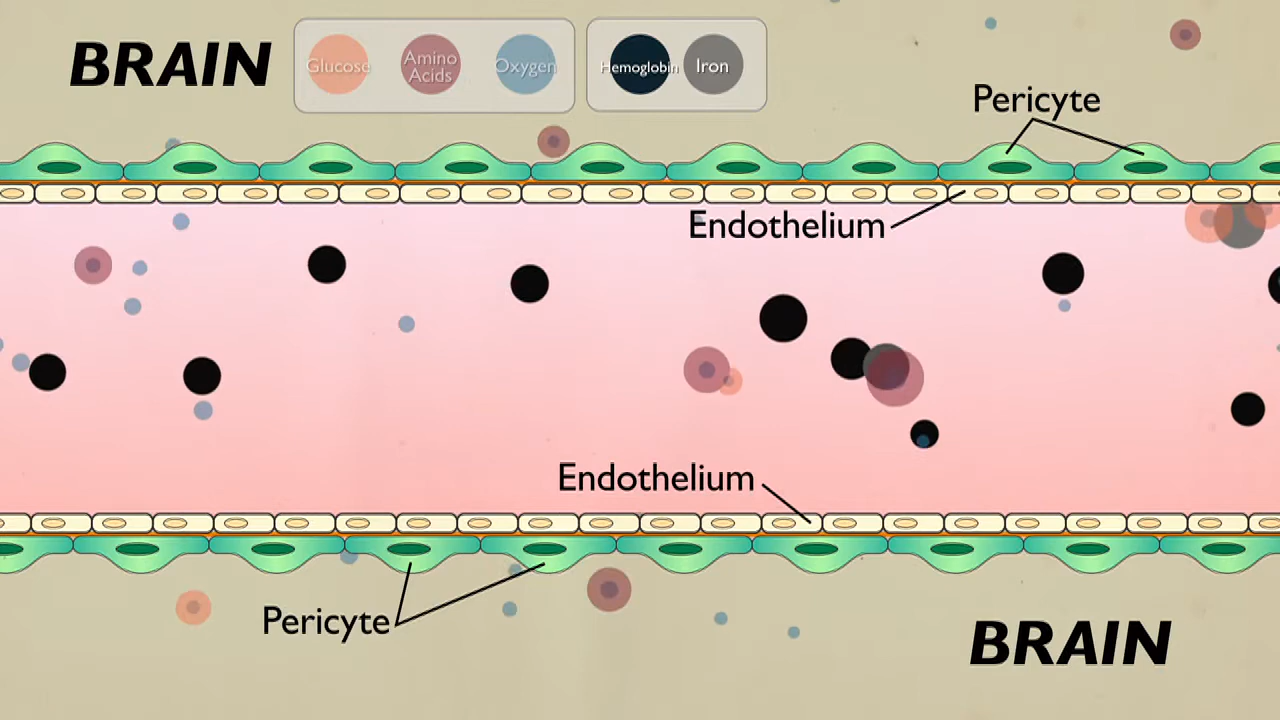 BRAIN
Glucose
Amino
Acids
Oxygen
Hemoglobin
Iron
Pericyte
Endothelium
Endothelium
Pericyte
BRAIN